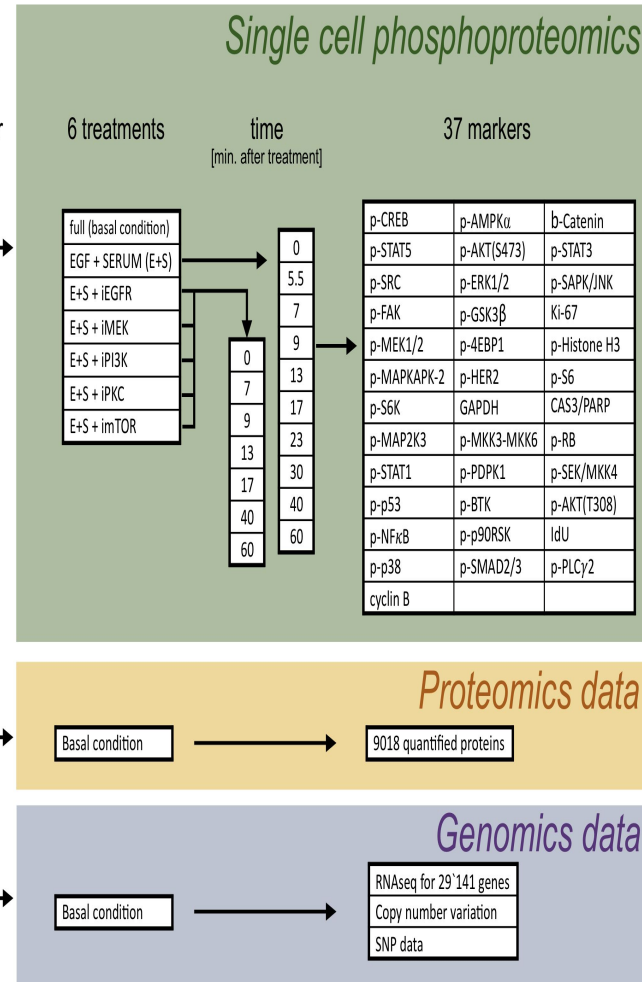 Single cell phosphoproteomics
6 treatments
time
[min. after treatment]
37 markers
full (basal condition)
EGF + SERUM (E+S)
E+S + iEGFR
E+S + iMEK
E+S + iPI3K
E+S + iPKC
E+S + imTOR
0
7
9
13
17
40
60
0
5.5
7
9
13
17
23
30
40
60
p-CREB p-AMPKα b-Catenin
p-STAT5 p-AKT(S473) p-STAT3
p-SRC p-ERK1/2 p-SAPK/JNK
p-FAK p-GSK3β Ki-67
p-MEK1/2 p-4EBP1 p-Histone H3
p-MAPKAPK-2 p-HER2 p-S6
p-S6K GAPDH CAS3/PARP
p-MAP2K3 p-MKK3-MKK6 p-RB
p-STAT1 p-PDPK1 p-SEK/MKK4
p-p53 p-BTK p-AKT(T308)
p-NFκB p-p90RSK IdU
p-p38 p-SMAD2/3 p-PLCγ2
cyclin B
Proteomics data
Basal condition
9018 quantified proteins
Genomics data
Basal condition
RNAseq for 29`141 genes
Copy number variation
SNP data